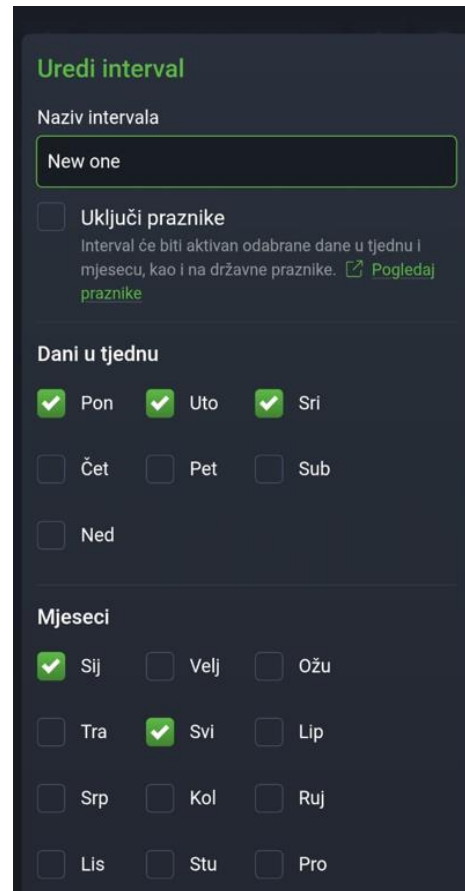 Uredi interval
Naziv intervala
New one
Uključi praznike
Interval će biti aktivan odabrane dane u tjednu i
mjesecu, kao i na državne praznike. Pogledaj
praznike
Dani u tjednu
Pon Uto Sri
Čet Pet Sub
Ned
Mjeseci
Sij Velj Ožu
Tra Svi Lip
Srp Kol Ruj
Lis Stu Pro